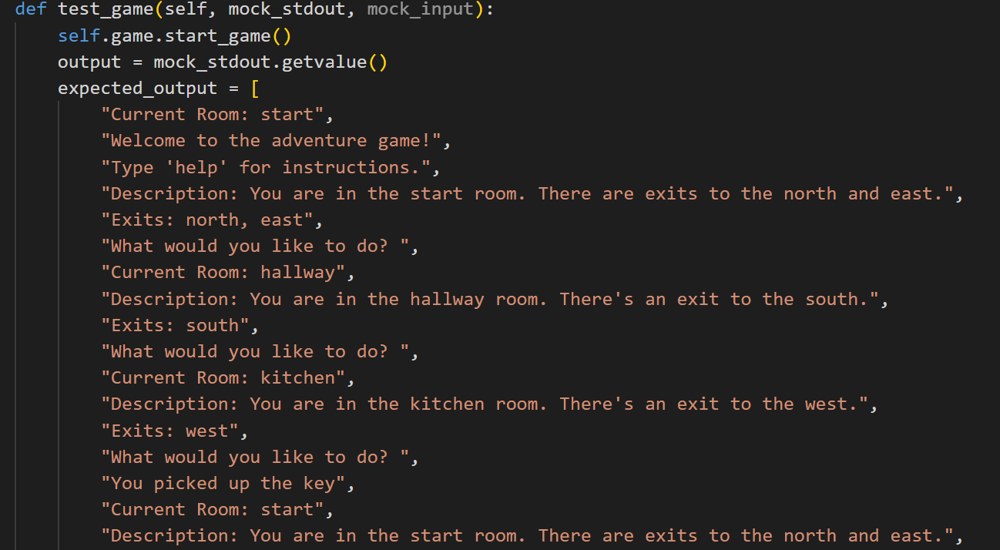 def test_game(self, mock_stdout, mock_input):
self.game.start_game()
output = mock_stdout.getvalue()
expected_output = [
"Current Room: start",
"Welcome to the adventure game!",
"Type 'help' for instructions.",
"Description: You are in the start room. There are exits to the north and east.",
"Exits: north, east",
"What would you like to do? ",
"Current Room: hallway",
"Description: You are in the hallway room. There's an exit to the south.",
"Exits: south",
"What would you like to do? ",
"Current Room: kitchen",
"Description: You are in the kitchen room. There's an exit to the west.",
"Exits: west",
"What would you like to do? ",
"You picked up the key",
"Current Room: start",
"Description: You are in the start room. There are exits to the north and east.",